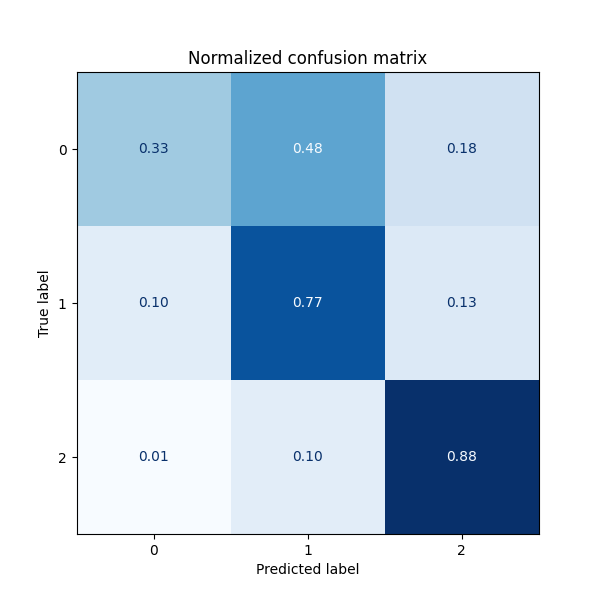 Normalized confusion matrix
0 0.33 0.48 0.18
True label
1 0.10 0.77 0.13
2 0.01 0.10 0.88
0 1 2
Predicted label